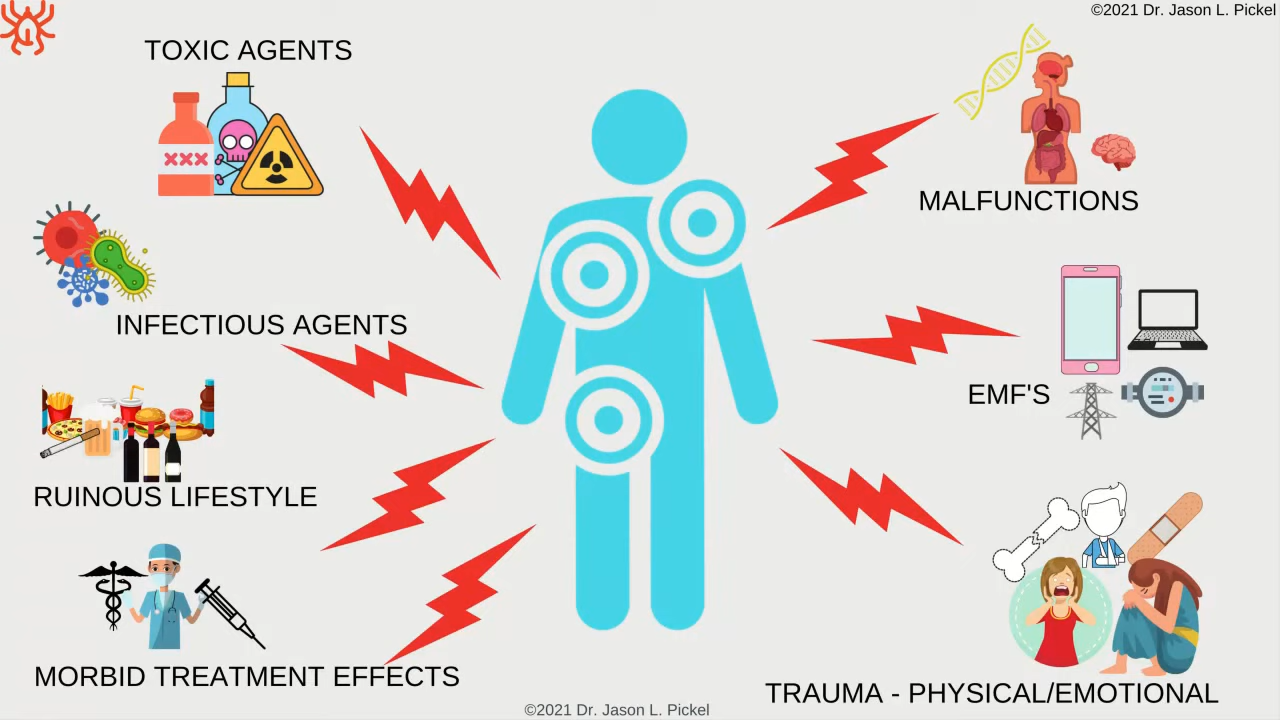 ©2021 Dr. Jason L. Pickel
TOXIC AGENTS
XXX
MALFUNCTIONS
INFECTIOUS AGENTS
EMF'S
RUINOUS LIFESTYLE
MORBID TREATMENT EFFECTS
TRAUMA - PHYSICAL/EMOTIONAL
©2021 Dr. Jason L. Pickel